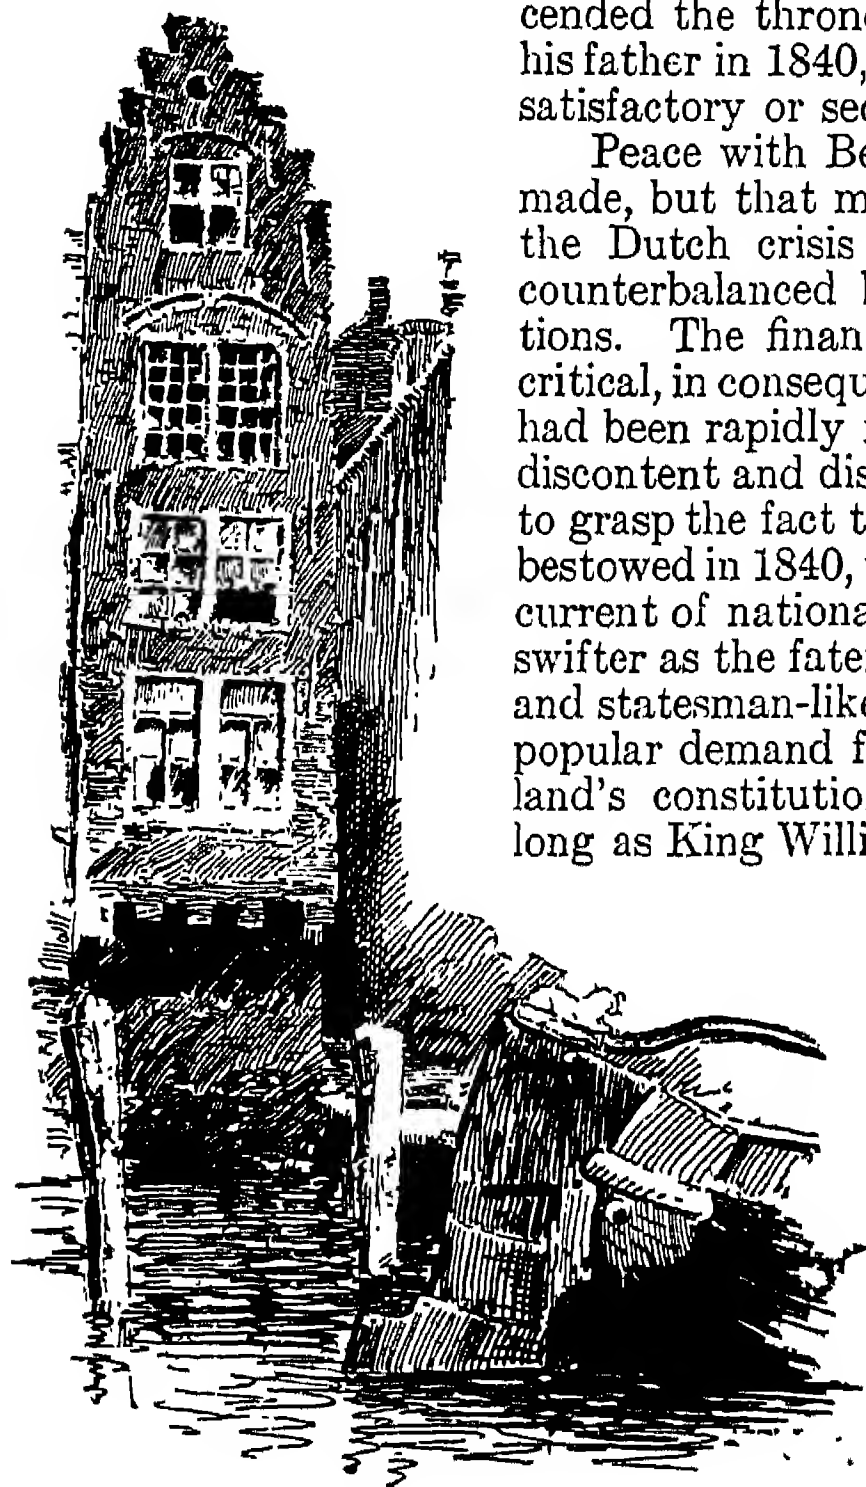 cended the thron
his father in 1840,
satisfactory or sec
Peace with Be
made, but that m
the Dutch crisis
counterbalanced
tions. The finan
critical, in consequ
had been rapidly
discontent and dis
to grasp the fact t
bestowed in 1840,
current of nationa
swifter as the fate
and statesman-like
popular demand f
land's constitutio
long as King Willi